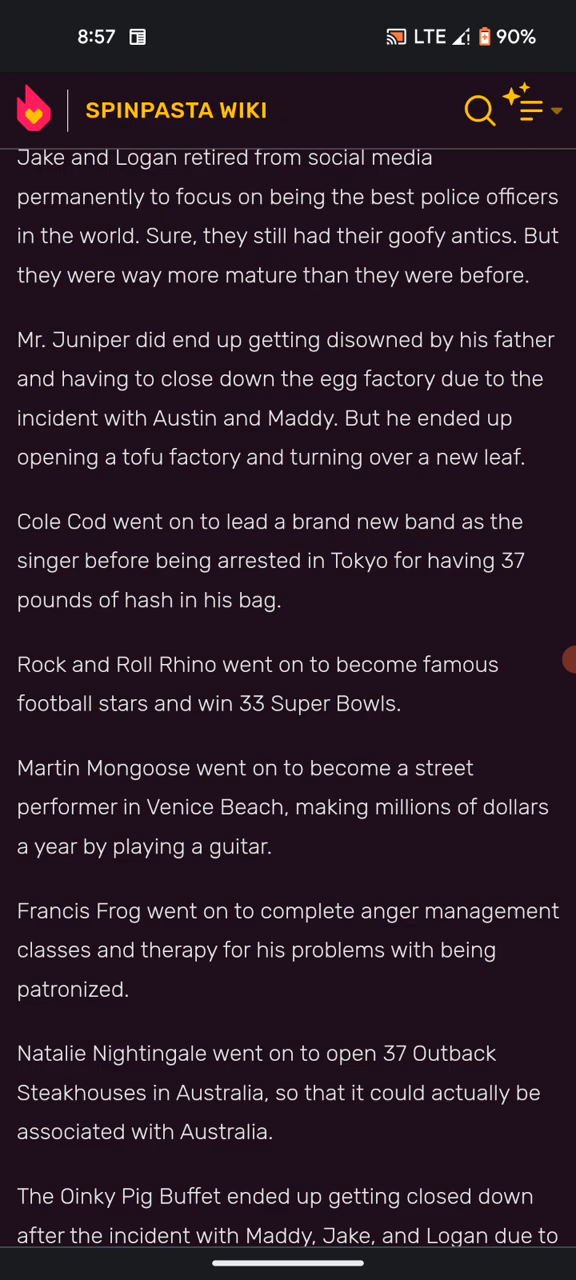 8:57
LTE
90%
SPINPASTA WIKI
Jake and Logan retired from social media
permanently to focus on being the best police officers
in the world. Sure, they still had their goofy antics. But
they were way more mature than they were before.
Mr. Juniper did end up getting disowned by his father
and having to close down the egg factory due to the
incident with Austin and Maddy. But he ended up
opening a tofu factory and turning over a new leaf.
Cole Cod went on to lead a brand new band as the
singer before being arrested in Tokyo for having 37
pounds of hash in his bag.
Rock and Roll Rhino went on to become famous
football stars and win 33 Super Bowls.
Martin Mongoose went on to become a street
performer in Venice Beach, making millions of dollars
a year by playing a guitar.
Francis Frog went on to complete anger management
classes and therapy for his problems with being
patronized.
Natalie Nightingale went on to open 37 Outback
Steakhouses in Australia, so that it could actually be
associated with Australia.
The Oinky Pig Buffet ended up getting closed down
after the incident with Maddy, Jake, and Logan due to